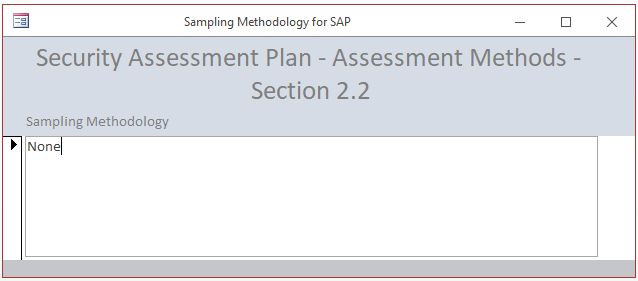 Sampling Methodology for SAP
Security Assessment Plan - Assessment Methods -
Section 2.2
Sampling Methodology
None